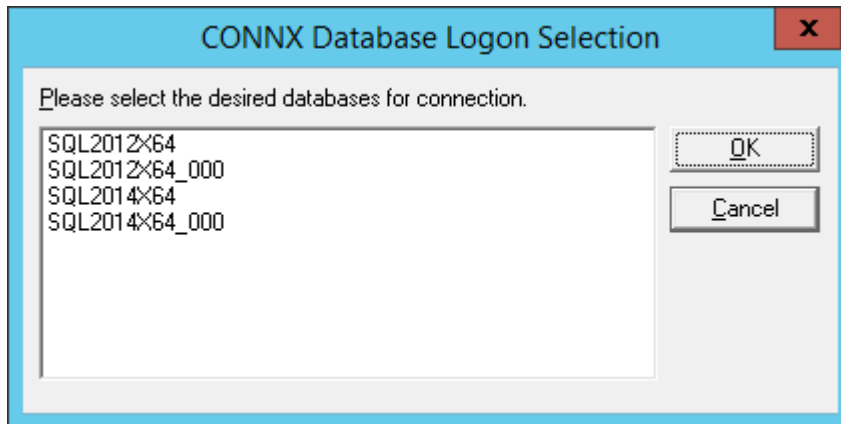 CONNX Database Logon Selection
x
Please select the desired databases for connection.
SQL2012X64
SQL2012X64_000
SQL2014X64
SQL2014X64_000
OK
Cancel